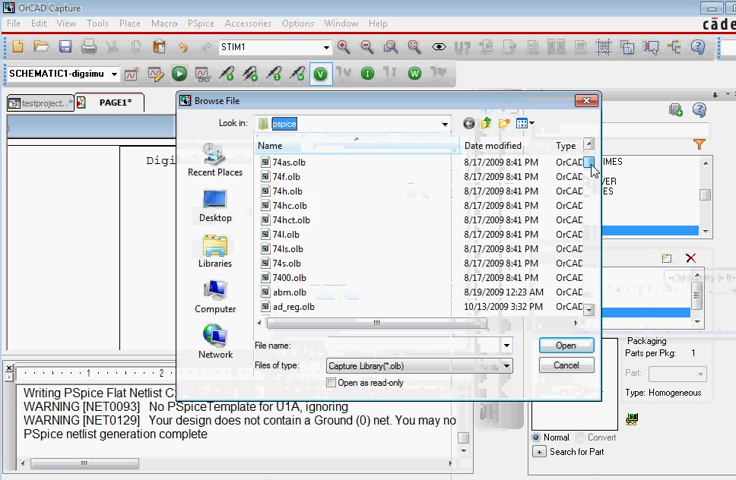 OrCAD Capture
File Edit View Tools Place Macro PSpice Accessories Options Window Help
cāde
STIM1
SCHEMATIC1-digsimu
testproject..* PAGE1*
Browse File
Look in: pspice
Name Date modified Type
Recent Places
Desktop
Libraries
Computer
Network
74as.olb 8/17/2009 8:41 PM OrCAD
74f.olb 8/17/2009 8:41 PM OrCAD
74h.olb 8/17/2009 8:41 PM OrCAD
74hc.olb 8/17/2009 8:41 PM OrCAD
74hct.olb 8/17/2009 8:41 PM OrCAD
74l.olb 8/17/2009 8:41 PM OrCAD
74ls.olb 8/17/2009 8:41 PM OrCAD
74s.olb 8/17/2009 8:41 PM OrCAD
7400.olb 8/17/2009 8:41 PM OrCAD
abm.olb 8/19/2009 12:23 AM OrCAD
ad_reg.olb 10/13/2009 3:32 PM OrCAD
File name: Open
Files of type: Capture Library(*.olb) Cancel
Open as read-only
Digi
IMES
VER
ES
Packaging
Parts per Pkg: 1
Part:
Type: Homogeneous
Normal Convert
Search for Part
1 2
Writing PSpice Flat Netlist C
WARNING [NET0093] No PSpiceTemplate for U1A, ignoring
WARNING [NET0129] Your design does not contain a Ground (0) net. You may no
PSpice netlist generation complete